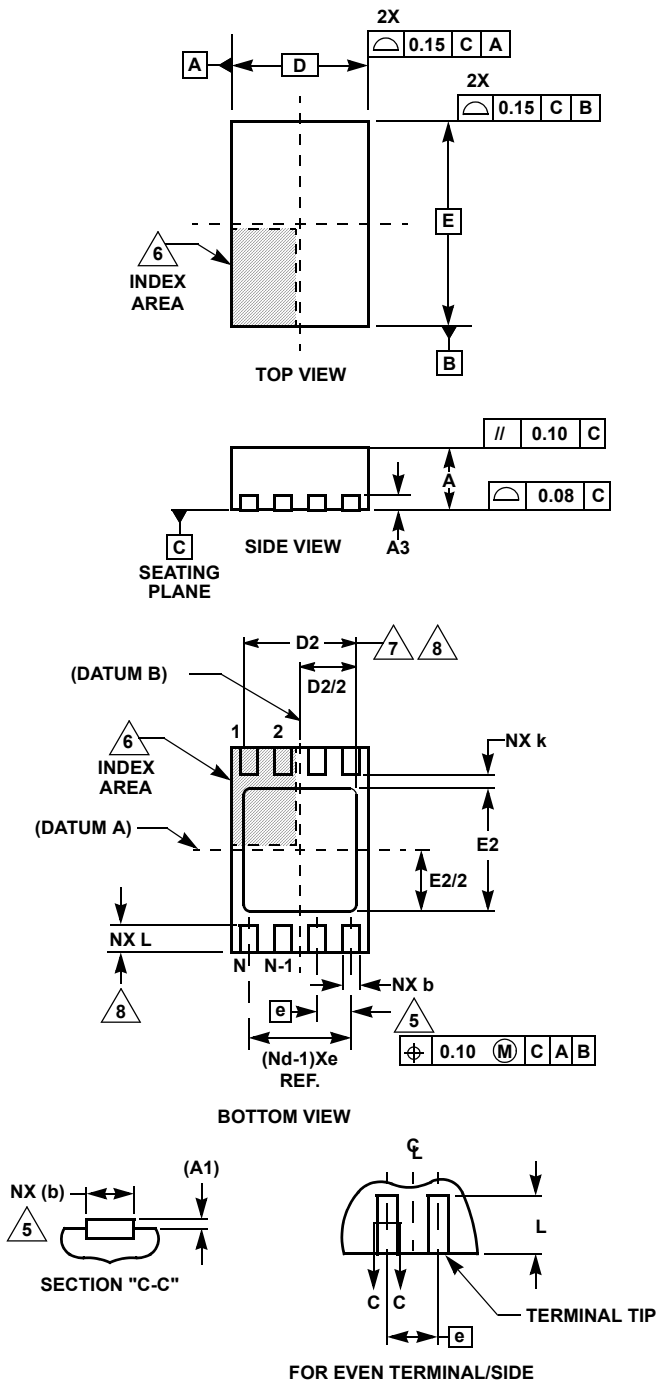 2X
⌓ 0.15 C A
A
D
2X
⌓ 0.15 C B
E
6
INDEX
AREA
B
TOP VIEW
// 0.10 C
A
⌓ 0.08 C
C
SIDE VIEW
A3
SEATING
PLANE
D2
7 8
(DATUM B)
D2/2
1 2
6
NX k
INDEX
AREA
(DATUM A)
E2
E2/2
NX L
N N-1
NX b
8
e
5
(Nd-1)Xe
REF.
⌖ 0.10 Ⓜ C A B
BOTTOM VIEW
(A1)
NX (b)
5
SECTION "C-C"
℄
L
C C
TERMINAL TIP
e
FOR EVEN TERMINAL/SIDE